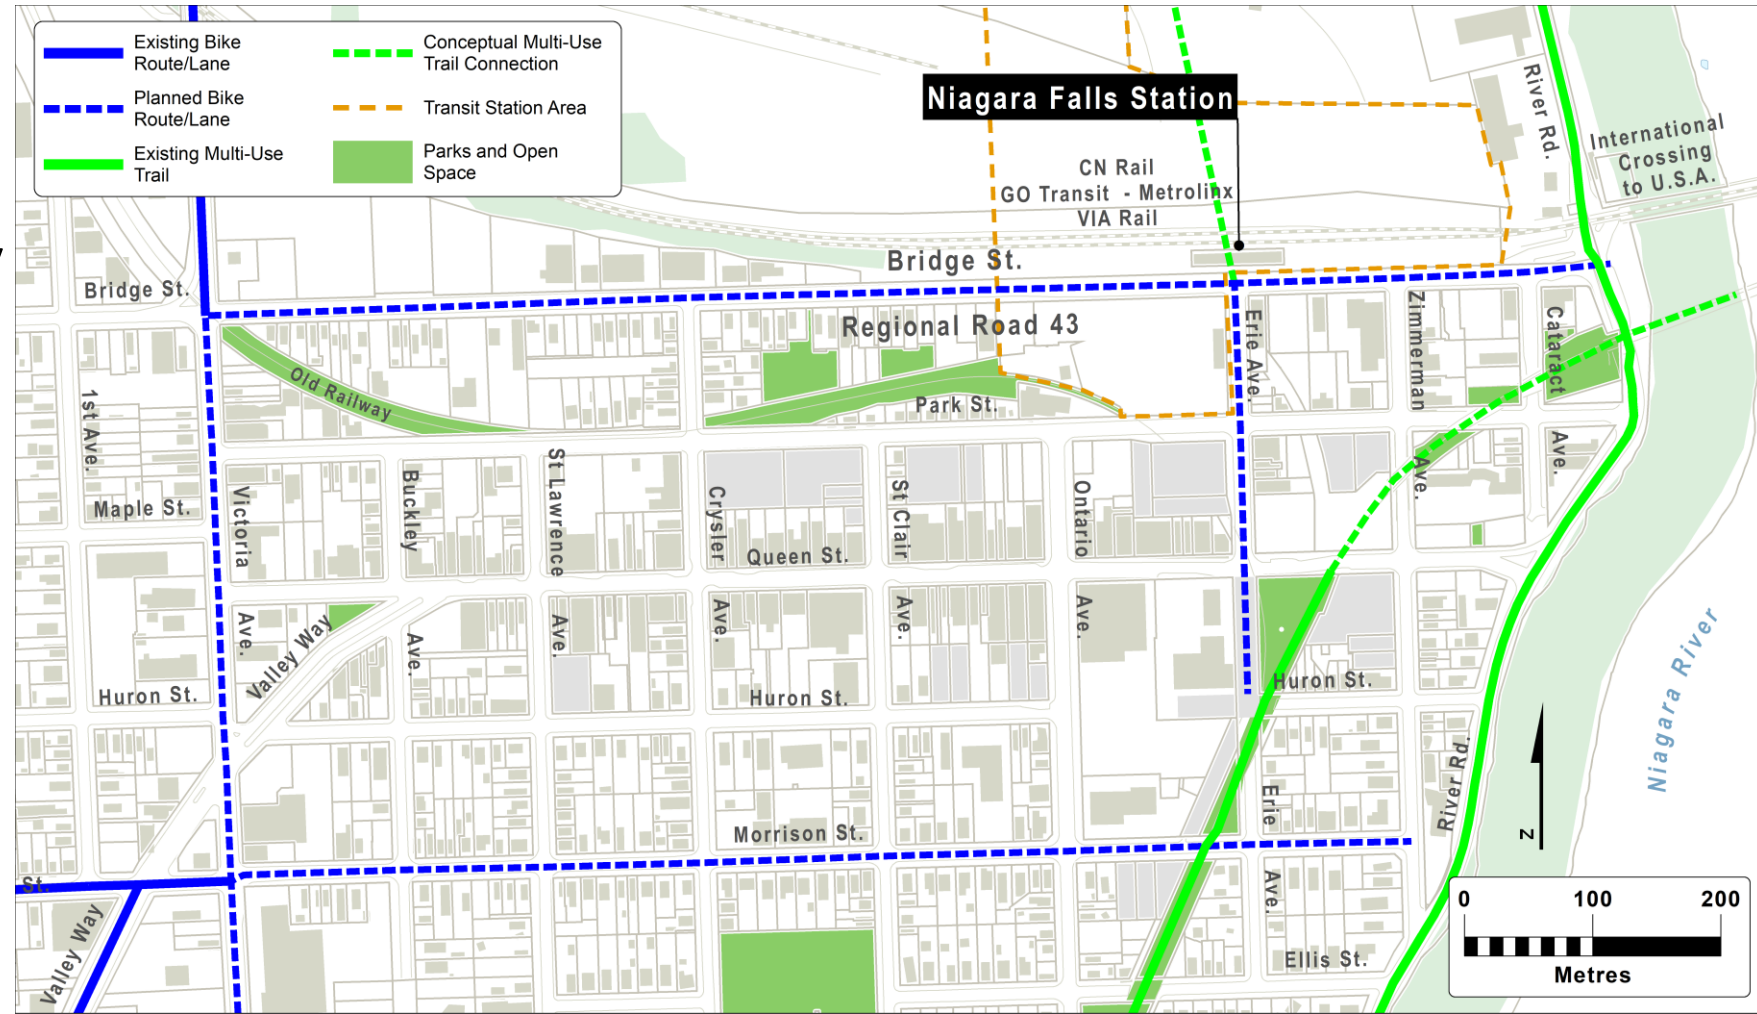 Existing Bike
Route/Lane
Planned Bike
Route/Lane
Existing Multi-Use
Trail
Conceptual Multi-Use
Trail Connection
Transit Station Area
Parks and Open
Space
Niagara Falls Station
River Rd.
International
Crossing
to U.S.A.
CN Rail
GO Transit - Metrolinx
VIA Rail
Bridge St.
Bridge St.
Regional Road 43
Old Railway
Park St.
1st Ave.
Erie Ave.
Zimmerman
Ave.
Cataract
Ave.
Maple St.
Victoria
Ave.
Buckley
Ave.
St Lawrence
Ave.
Crysler
Ave.
St Clair
Ave.
Ontario
Ave.
Queen St.
Valley Way
Huron St.
Huron St.
Huron St.
Niagara River
River Rd.
Erie
Ave.
Morrison St.
St.
Valley Way
Ellis St.
N
0 100 200
Metres